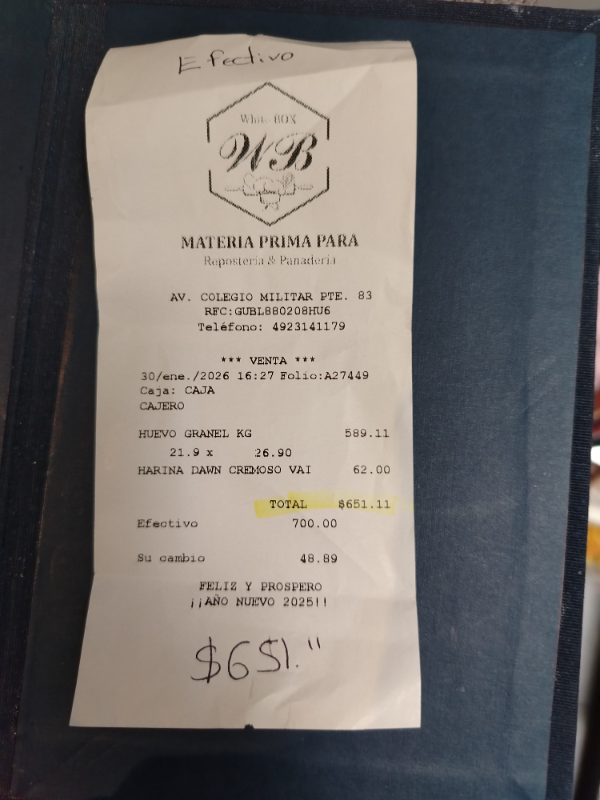 Efectivo
White BOX
WB
MATERIA PRIMA PARA
Repostería & Panadería
AV. COLEGIO MILITAR PTE. 83
RFC:GUBL880208HU6
Teléfono: 4923141179
*** VENTA ***
30/ene./2026 16:27 Folio:A27449
Caja: CAJA
CAJERO
HUEVO GRANEL KG 589.11
21.9 x 26.90
HARINA DAWN CREMOSO VAI 62.00
TOTAL $651.11
Efectivo 700.00
Su cambio 48.89
FELIZ Y PROSPERO
¡¡AÑO NUEVO 2025!!
$651.11